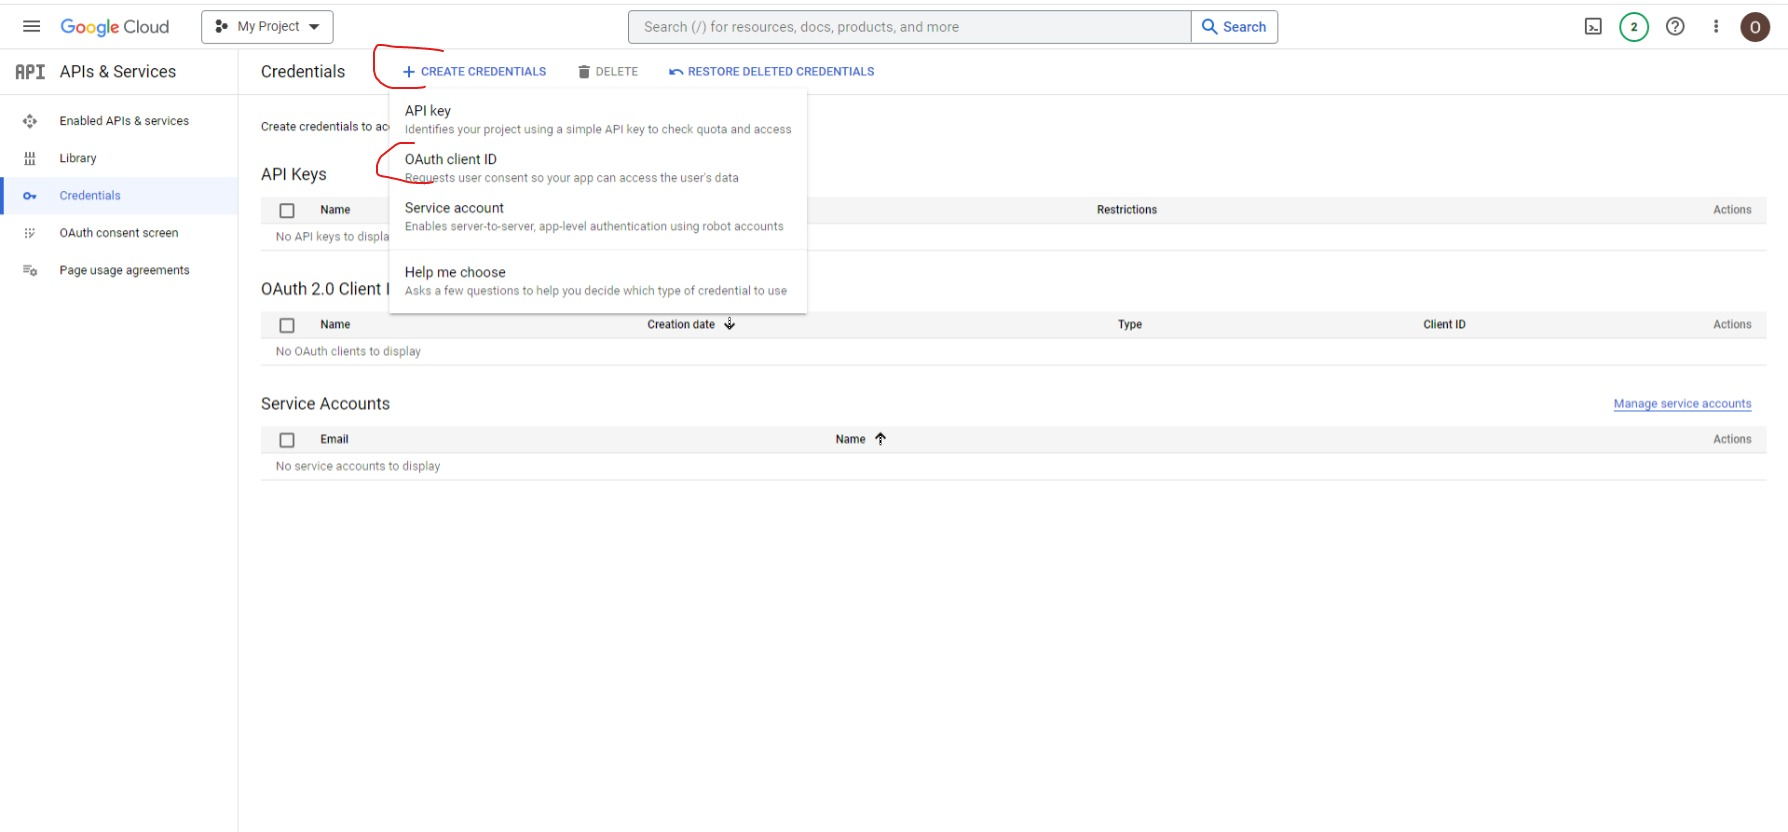 Google Cloud
My Project
Search (/) for resources, docs, products, and more
Search
2
O
API APIs & Services
Credentials
CREATE CREDENTIALS
DELETE
RESTORE DELETED CREDENTIALS
Enabled APIs & services
Library
Credentials
OAuth consent screen
Page usage agreements
Create credentials to ac
API key
Identifies your project using a simple API key to check quota and access
OAuth client ID
Requests user consent so your app can access the user's data
Service account
Enables server-to-server, app-level authentication using robot accounts
Help me choose
Asks a few questions to help you decide which type of credential to use
API Keys
Name Restrictions Actions
No API keys to displa
OAuth 2.0 Client I
Name Creation date Type Client ID Actions
No OAuth clients to display
Service Accounts
Manage service accounts
Email Name Actions
No service accounts to display